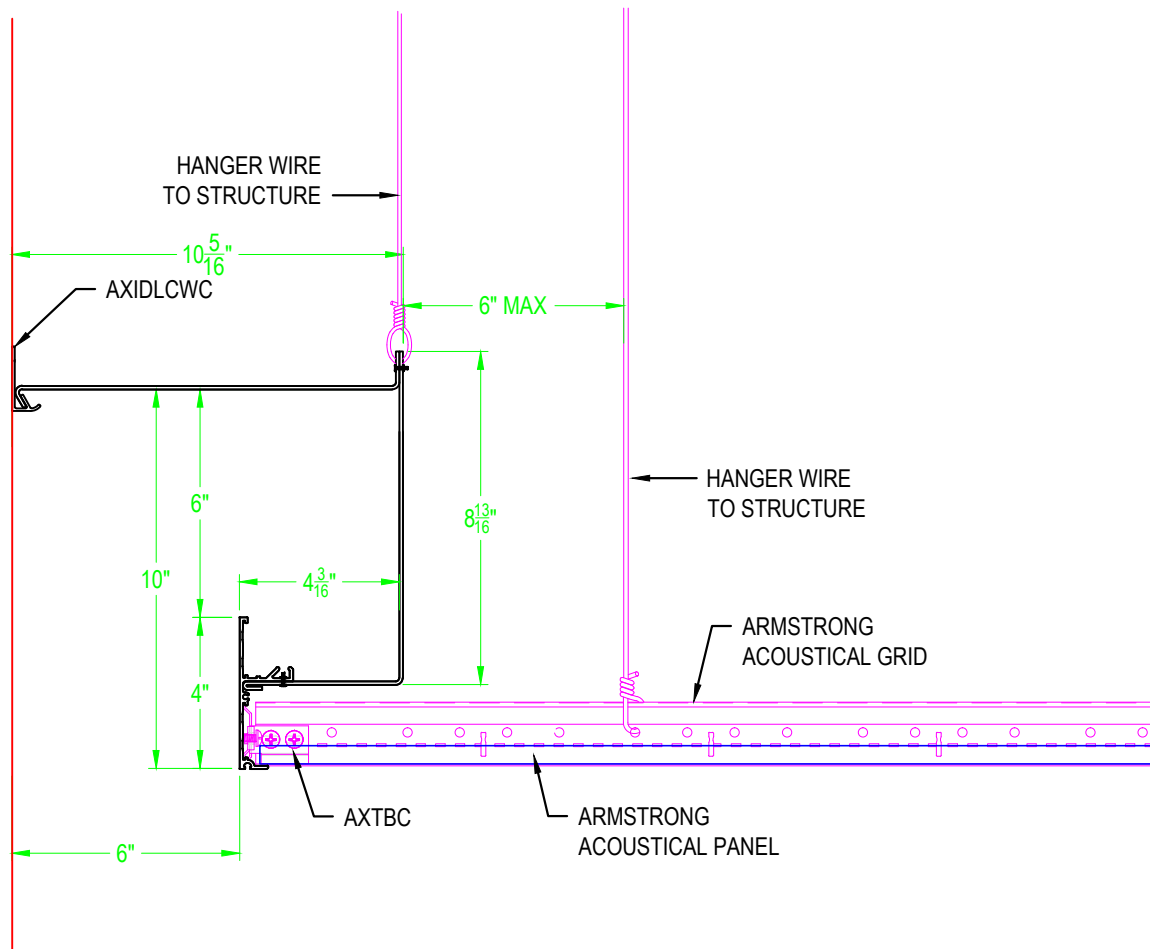 HANGER WIRE
TO STRUCTURE
10 5/16"
AXIDLCWC
6" MAX
HANGER WIRE
TO STRUCTURE
6"
8 13/16"
10"
4 3/16"
ARMSTRONG
ACOUSTICAL GRID
4"
AXTBC
ARMSTRONG
ACOUSTICAL PANEL
6"